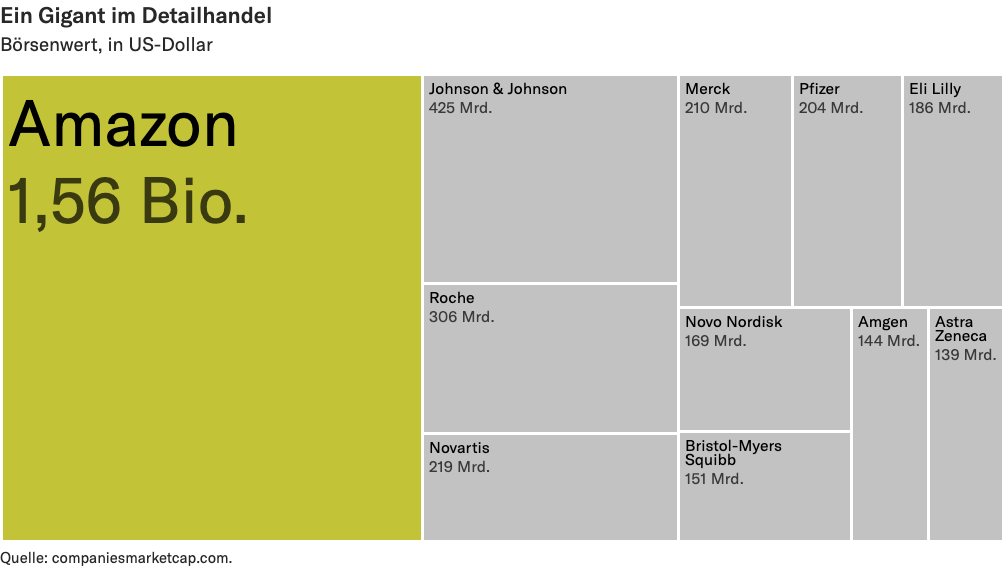 Ein Gigant im Detailhandel
Börsenwert, in US-Dollar
Amazon
1,56 Bio.
Johnson & Johnson
425 Mrd.
Roche
306 Mrd.
Novartis
219 Mrd.
Merck
210 Mrd.
Pfizer
204 Mrd.
Eli Lilly
186 Mrd.
Novo Nordisk
169 Mrd.
Bristol-Myers
Squibb
151 Mrd.
Amgen
144 Mrd.
Astra
Zeneca
139 Mrd.
Quelle: companiesmarketcap.com.